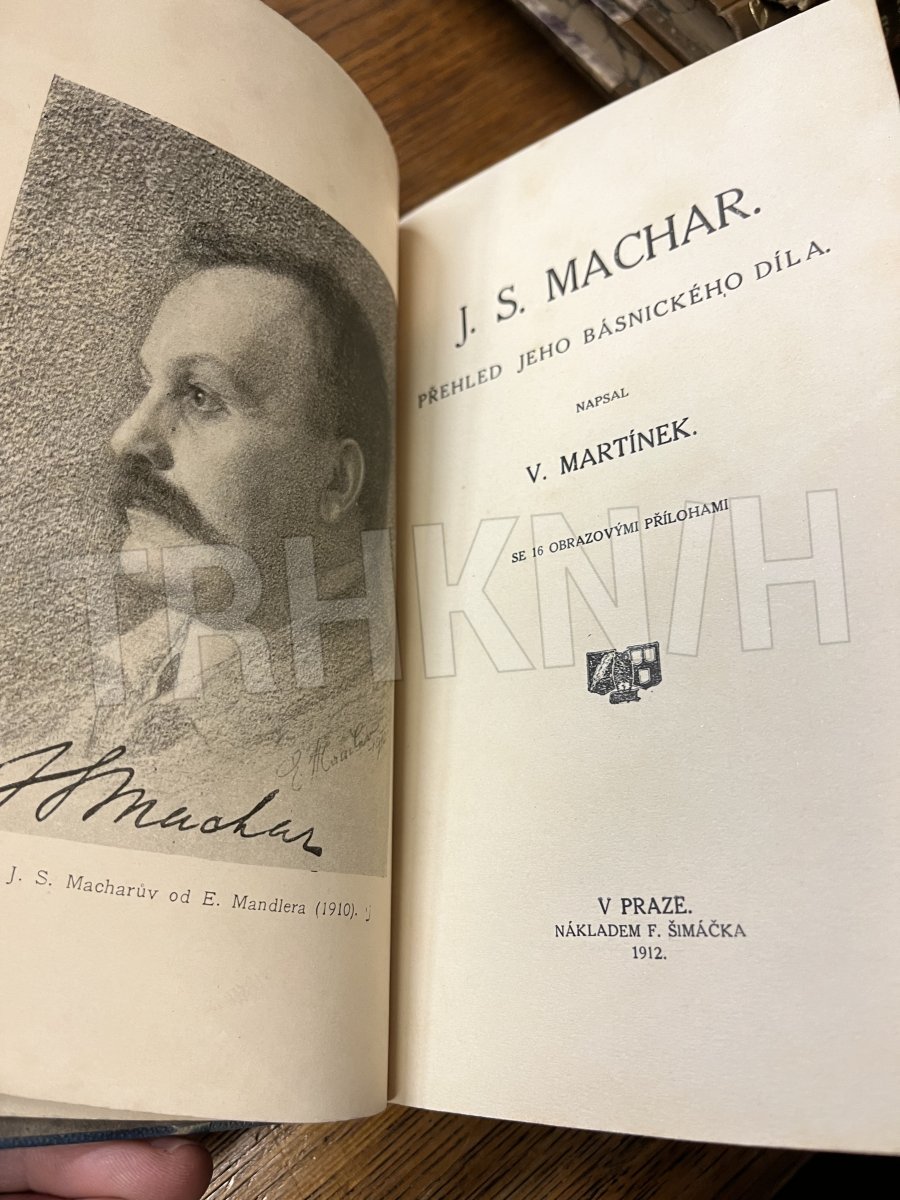 J S Machar
J. S. Macharův od E. Mandlera (1910).
J. S. MACHAR.
PŘEHLED JEHO BÁSNICKÉHO DÍLA.
NAPSAL
V. MARTÍNEK.
SE 16 OBRAZOVÝMI PŘÍLOHAMI
V PRAZE.
NÁKLADEM F. ŠIMÁČKA
1912.
TRHKNIH